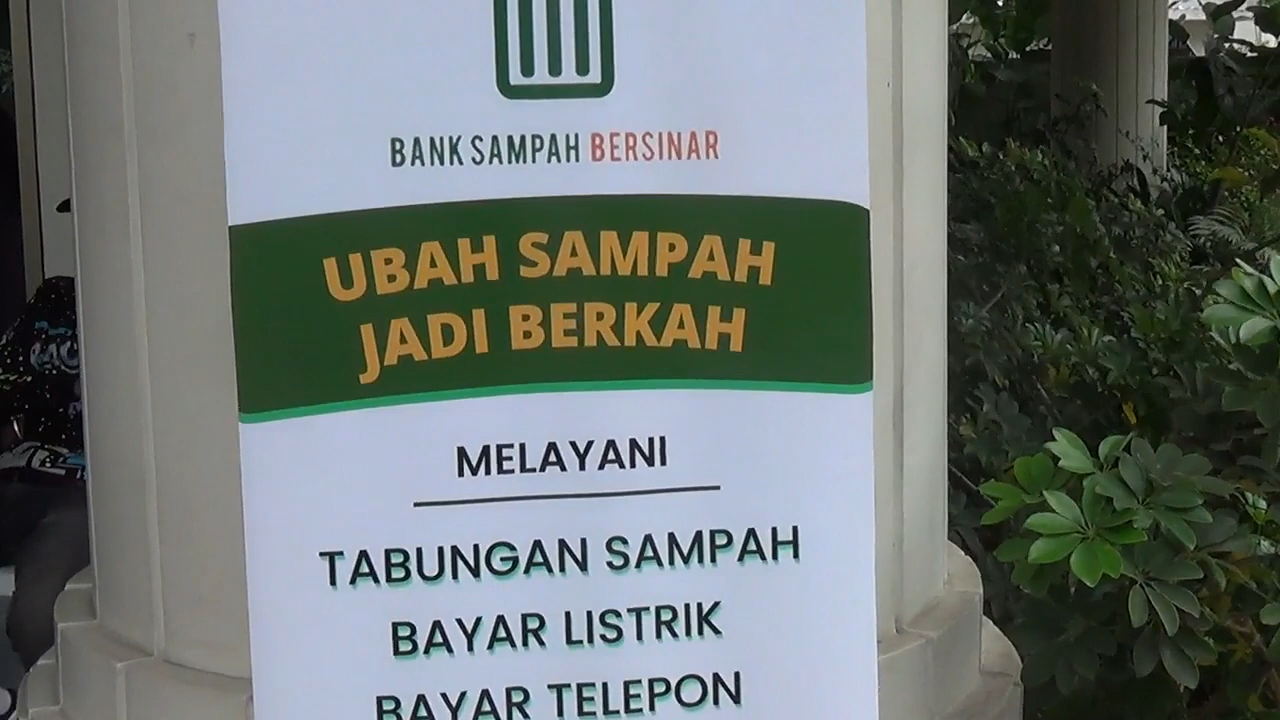 BANK SAMPAH BERSINAR
UBAH SAMPAH
JADI BERKAH
MELAYANI
TABUNGAN SAMPAH
BAYAR LISTRIK
BAYAR TELEPON